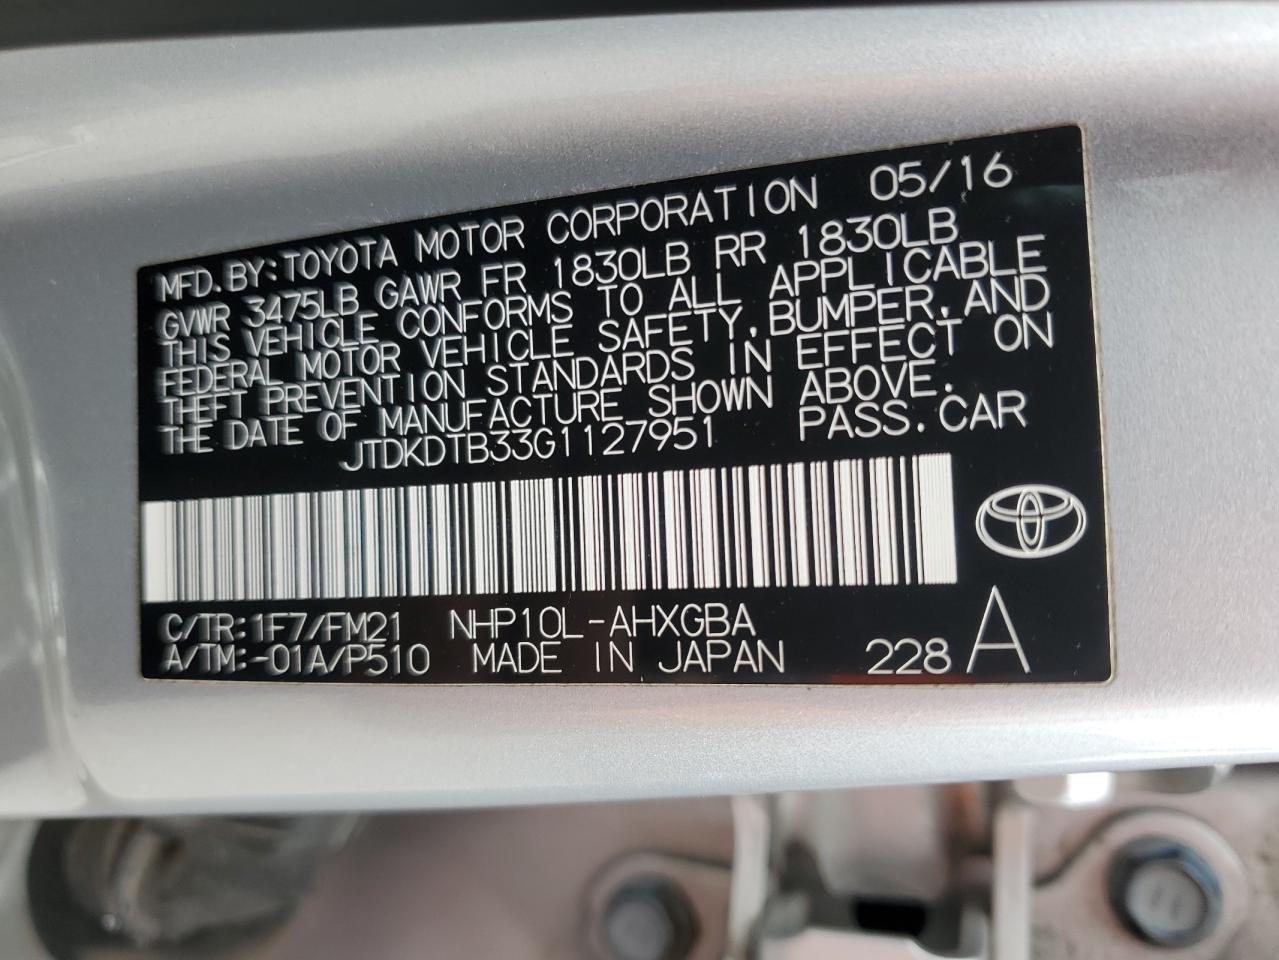 MFD.BY:TOYOTA MOTOR CORPORATION 05/16
GVWR 3475LB GAWR FR 1830LB RR 1830LB
THIS VEHICLE CONFORMS TO ALL APPLICABLE
FEDERAL MOTOR VEHICLE SAFETY,BUMPER,AND
THEFT PREVENTION STANDARDS IN EFFECT ON
THE DATE OF MANUFACTURE SHOWN ABOVE.
JTDKDTB33G1127951 PASS.CAR
C/TR:1F7/FM21 NHP10L-AHXGBA
A/TM:-01A/P510 MADE IN JAPAN 228 A